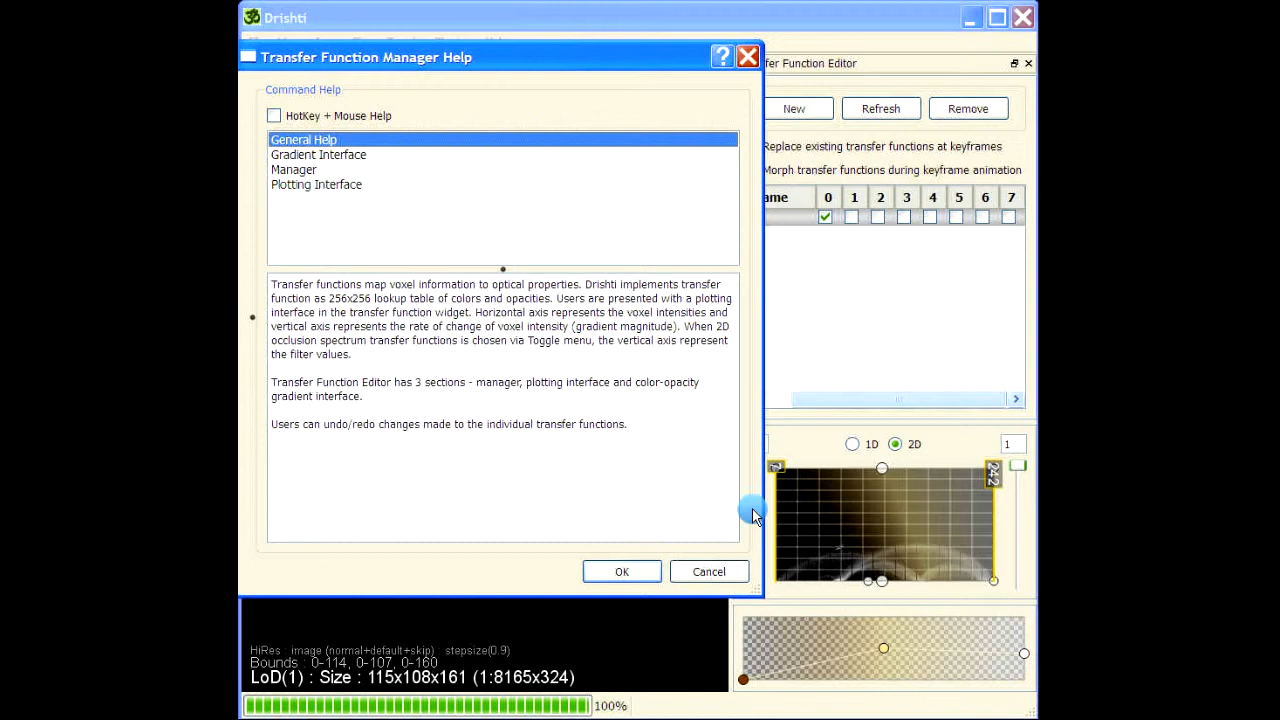 Drishti
Transfer Function Manager Help
fer Function Editor
Command Help
HotKey + Mouse Help
New
Refresh
Remove
General Help
Gradient Interface
Manager
Plotting Interface
Replace existing transfer functions at keyframes
Morph transfer functions during keyframe animation
ame 0 1 2 3 4 5 6 7
Transfer functions map voxel information to optical properties. Drishti implements transfer
function as 256x256 lookup table of colors and opacities. Users are presented with a plotting
interface in the transfer function widget. Horizontal axis represents the voxel intensities and
vertical axis represents the rate of change of voxel intensity (gradient magnitude). When 2D
occlusion spectrum transfer functions is chosen via Toggle menu, the vertical axis represent
the filter values.
Transfer Function Editor has 3 sections - manager, plotting interface and color-opacity
gradient interface.
Users can undo/redo changes made to the individual transfer functions.
1D
2D
1
242
OK
Cancel
HiRes : image (normal+default+skip) : stepsize(0.9)
Bounds : 0-114, 0-107, 0-160
LoD(1) : Size : 115x108x161 (1:8165x324)
100%